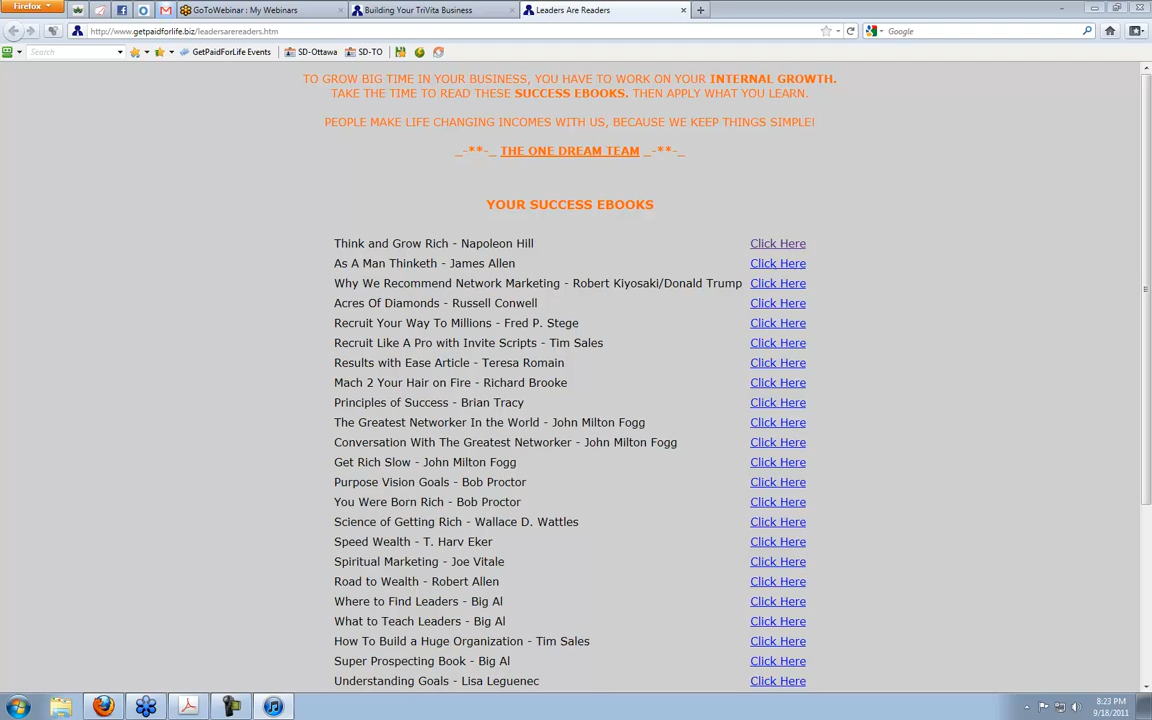 Firefox
GoToWebinar : My Webinars
Building Your TriVita Business
Leaders Are Readers
http://www.getpaidforlife.biz/leadersarereaders.htm
Google
Search
GetPaidForLife Events
SD-Ottawa
SD-TO
TO GROW BIG TIME IN YOUR BUSINESS, YOU HAVE TO WORK ON YOUR INTERNAL GROWTH.
TAKE THE TIME TO READ THESE SUCCESS EBOOKS. THEN APPLY WHAT YOU LEARN.
PEOPLE MAKE LIFE CHANGING INCOMES WITH US, BECAUSE WE KEEP THINGS SIMPLE!
_-**-_ THE ONE DREAM TEAM _-**-_
YOUR SUCCESS EBOOKS
Think and Grow Rich - Napoleon Hill Click Here
As A Man Thinketh - James Allen Click Here
Why We Recommend Network Marketing - Robert Kiyosaki/Donald Trump Click Here
Acres Of Diamonds - Russell Conwell Click Here
Recruit Your Way To Millions - Fred P. Stege Click Here
Recruit Like A Pro with Invite Scripts - Tim Sales Click Here
Results with Ease Article - Teresa Romain Click Here
Mach 2 Your Hair on Fire - Richard Brooke Click Here
Principles of Success - Brian Tracy Click Here
The Greatest Networker In the World - John Milton Fogg Click Here
Conversation With The Greatest Networker - John Milton Fogg Click Here
Get Rich Slow - John Milton Fogg Click Here
Purpose Vision Goals - Bob Proctor Click Here
You Were Born Rich - Bob Proctor Click Here
Science of Getting Rich - Wallace D. Wattles Click Here
Speed Wealth - T. Harv Eker Click Here
Spiritual Marketing - Joe Vitale Click Here
Road to Wealth - Robert Allen Click Here
Where to Find Leaders - Big Al Click Here
What to Teach Leaders - Big Al Click Here
How To Build a Huge Organization - Tim Sales Click Here
Super Prospecting Book - Big Al Click Here
Understanding Goals - Lisa Leguenec Click Here
8:23 PM
9/18/2011